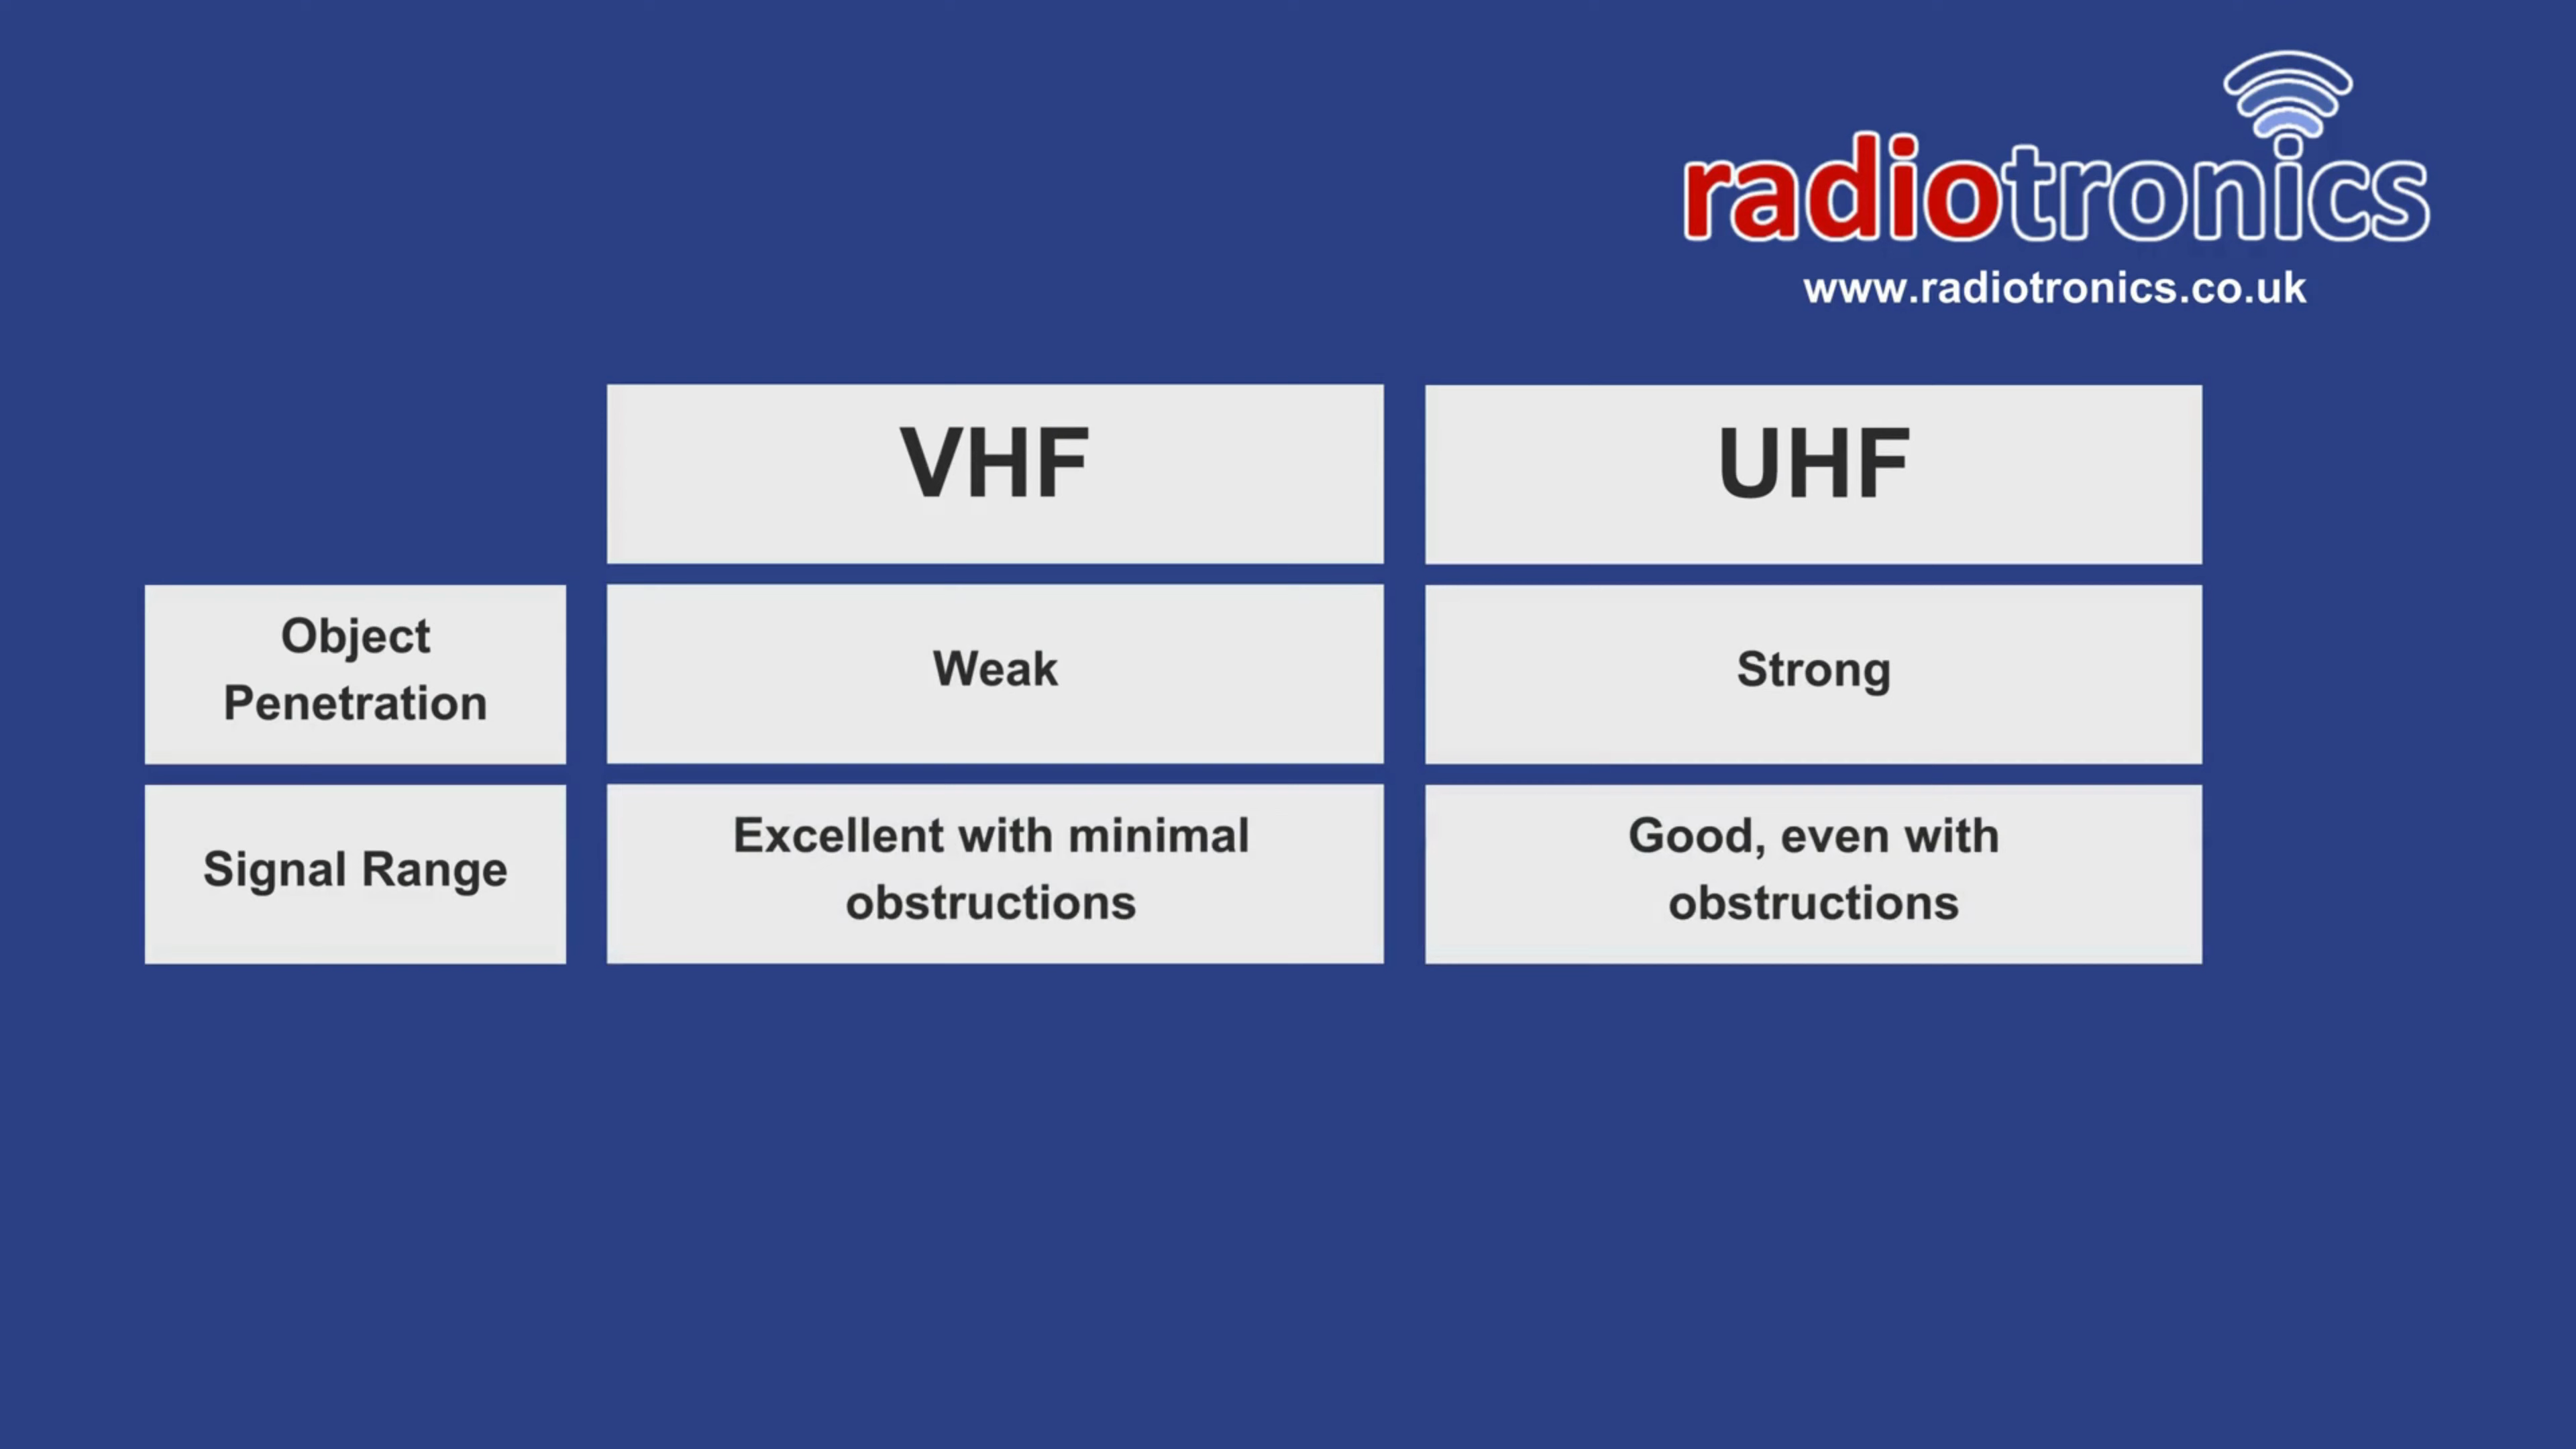 radiotronics
www.radiotronics.co.uk
VHF
UHF
Object
Penetration
Weak
Strong
Signal Range
Excellent with minimal
obstructions
Good, even with
obstructions